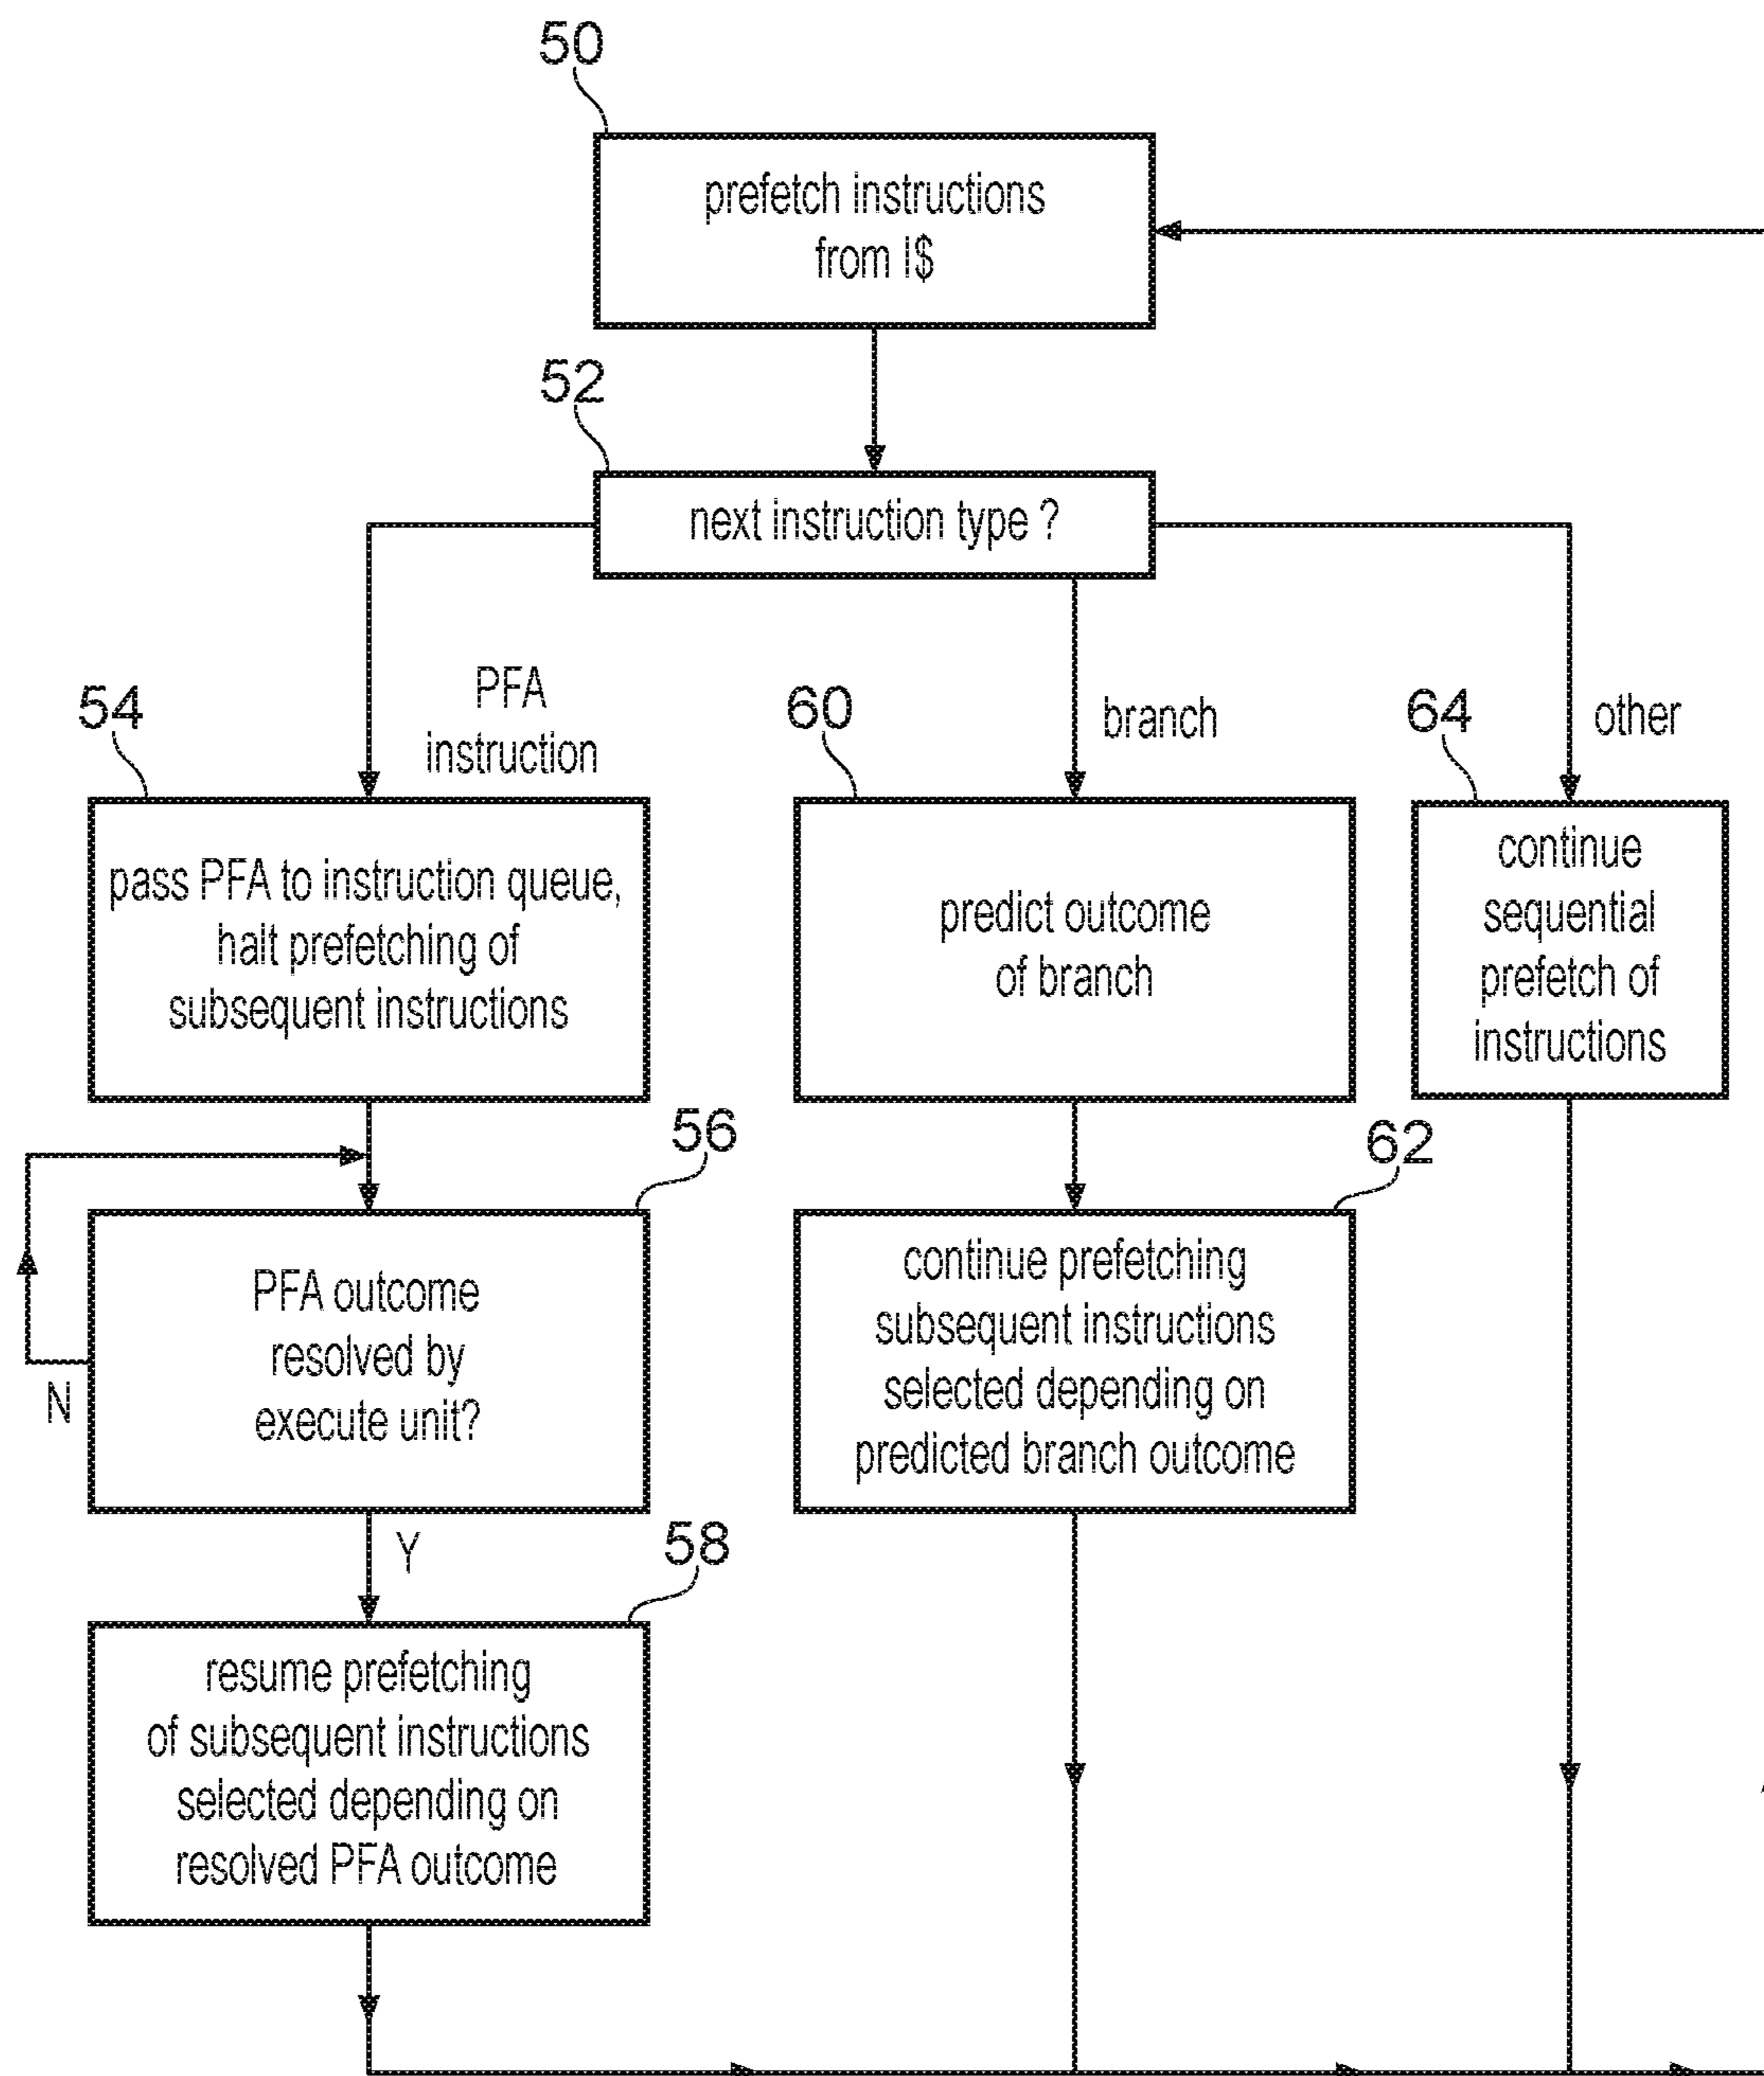 50
prefetch instructions
from I$
52
next instruction type ?
PFA
instruction
branch
other
54
pass PFA to instruction queue,
halt prefetching of
subsequent instructions
60
predict outcome
of branch
64
continue
sequential
prefetch of
instructions
56
PFA outcome
resolved by
execute unit?
N
Y
62
continue prefetching
subsequent instructions
selected depending on
predicted branch outcome
58
resume prefetching
of subsequent instructions
selected depending on
resolved PFA outcome